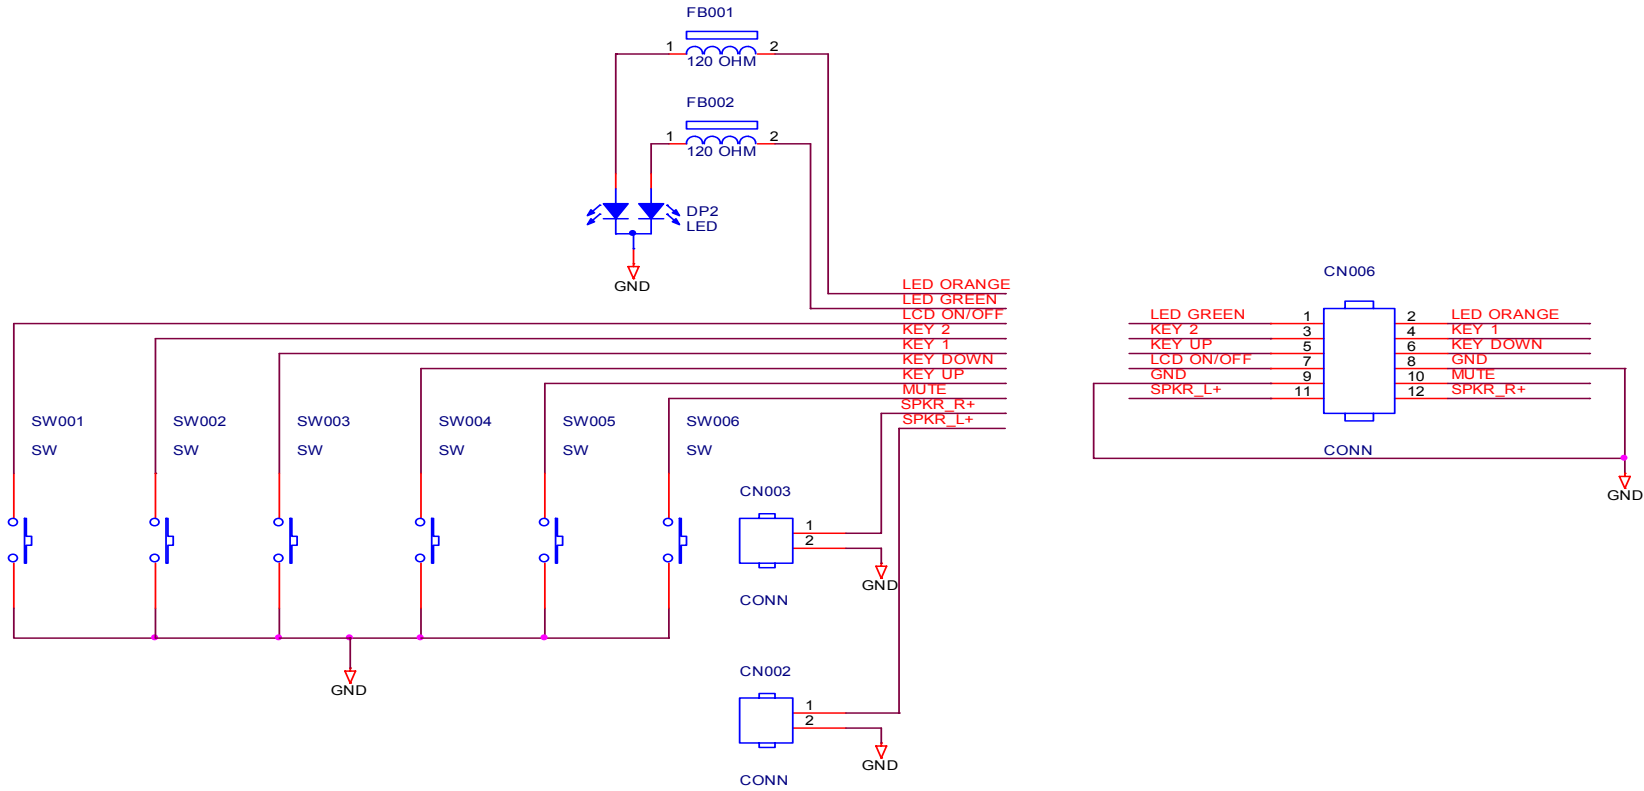 FB001
1 2
120 OHM
FB002
1 2
120 OHM
DP2
LED
GND
LED ORANGE
LED GREEN
LCD ON/OFF
KEY 2
KEY 1
KEY DOWN
KEY UP
MUTE
SPKR_R+
SPKR_L+
SW001 SW002 SW003 SW004 SW005 SW006
SW SW SW SW SW SW
GND
CN003
1
2
GND
CONN
CN002
1
2
GND
CONN
CN006
LED GREEN 1 2 LED ORANGE
KEY 2 3 4 KEY 1
KEY UP 5 6 KEY DOWN
LCD ON/OFF 7 8 GND
GND 9 10 MUTE
SPKR_L+ 11 12 SPKR_R+
CONN
GND